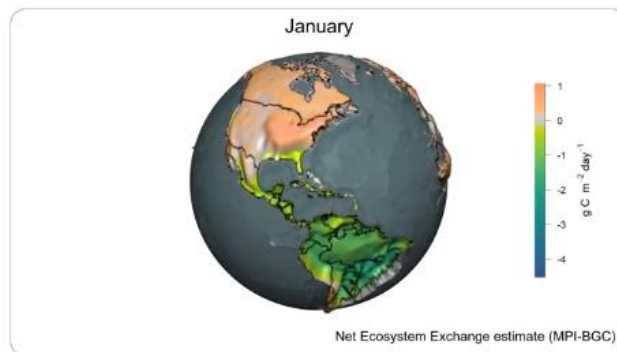 January
1
0
-1
-2
-3
-4
g C m-2 day-1
Net Ecosystem Exchange estimate (MPI-BGC)